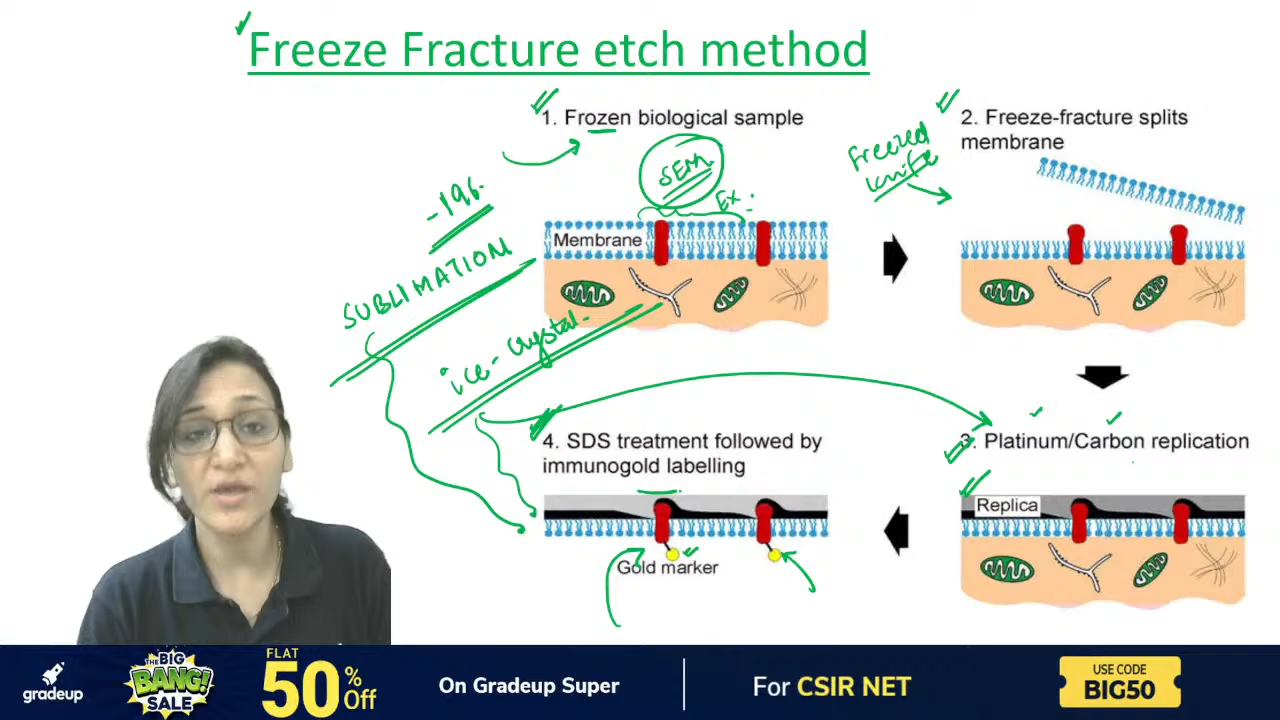 Freeze Fracture etch method
1. Frozen biological sample
SEM
Ex :
-196.
SUBLIMATION
ice-crystal.
Membrane
2. Freeze-fracture splits
membrane
Freezed
knife
3. Platinum/Carbon replication
Replica
4. SDS treatment followed by
immunogold labelling
Gold marker
gradeup
THE BIG
BANG!
SALE
FLAT
50% Off
On Gradeup Super
For CSIR NET
USE CODE
BIG50